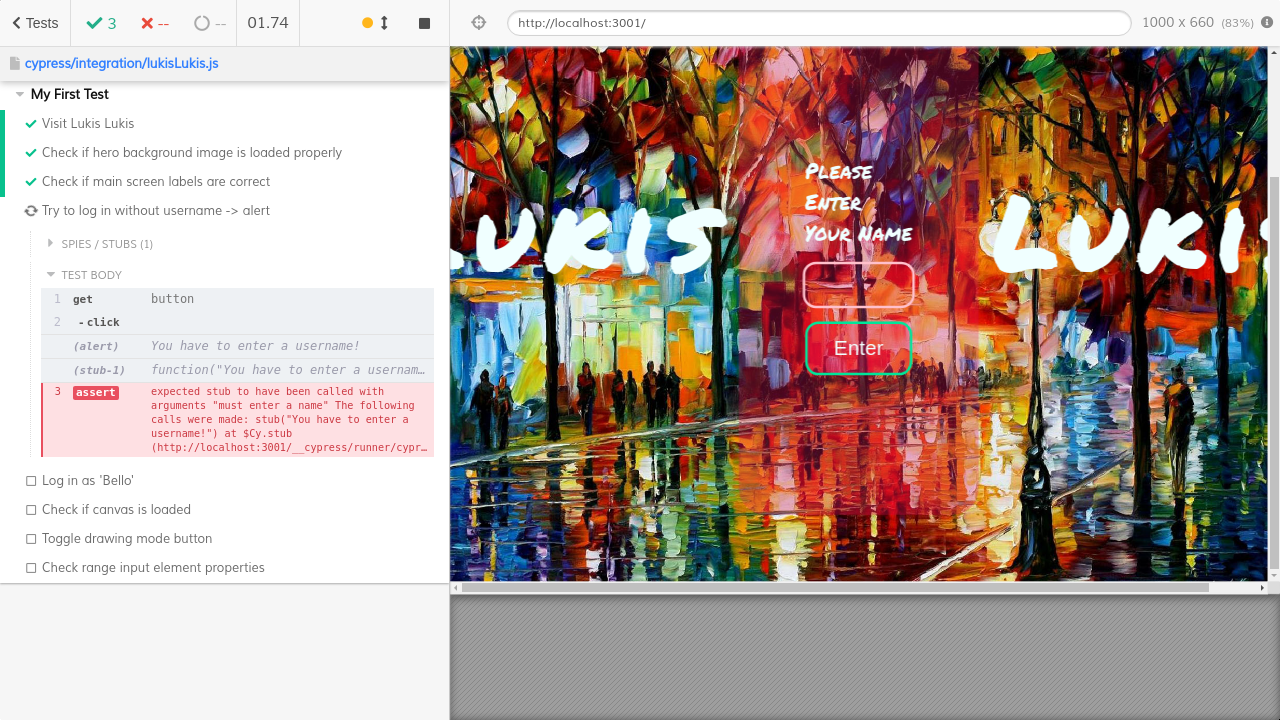 Tests 3 -- -- 01.74 http://localhost:3001/ 1000 x 660 (83%)
cypress/integration/lukisLukis.js
My First Test
Visit Lukis Lukis
Check if hero background image is loaded properly
Check if main screen labels are correct
Try to log in without username -> alert
SPIES / STUBS (1)
TEST BODY
1 get button
2 -click
(alert) You have to enter a username!
(stub-1) function("You have to enter a usernam…
3 assert expected stub to have been called with
arguments "must enter a name" The following
calls were made: stub("You have to enter a
username!") at $Cy.stub
(http://localhost:3001/__cypress/runner/cypr…
Log in as 'Bello'
Check if canvas is loaded
Toggle drawing mode button
Check range input element properties
Please
Enter
Your Name
Enter
Lukis
Lukis